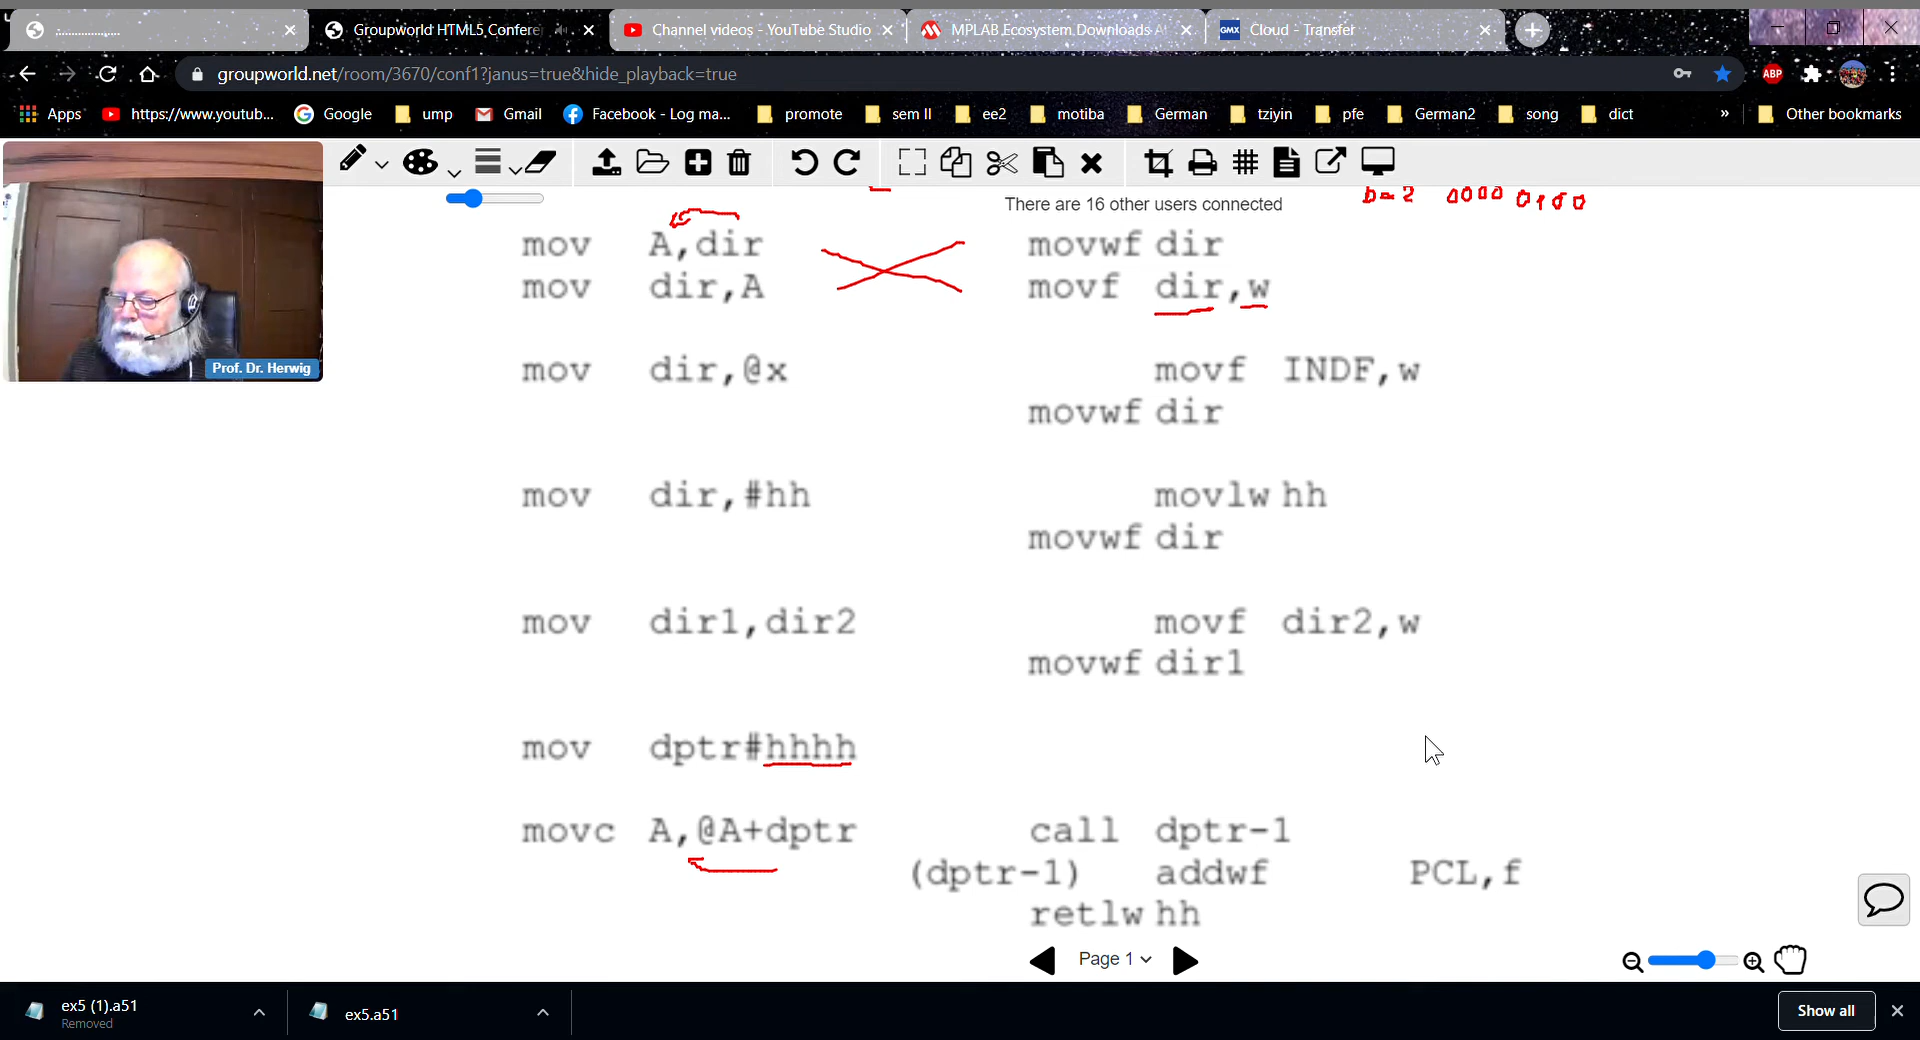 ..................
Groupworld HTML5 Confere
Channel videos - YouTube Studio
MPLAB Ecosystem Downloads A
GMX Cloud - Transfer
groupworld.net/room/3670/conf1?janus=true&hide_playback=true
ABP
Apps https://www.youtub... Google ump Gmail Facebook - Log ma... promote sem II ee2 motiba German tziyin pfe German2 song dict » Other bookmarks
There are 16 other users connected
b=2 0000 0100
mov A,dir movwf dir
mov dir,A movf dir,w
Prof. Dr. Herwig
mov dir,@x movf INDF,w
movwf dir
mov dir,#hh movlw hh
movwf dir
mov dir1,dir2 movf dir2,w
movwf dir1
mov dptr#hhhh
movc A,@A+dptr call dptr-1
(dptr-1) addwf PCL,f
retlw hh
Page 1
ex5 (1).a51
Removed
ex5.a51
Show all